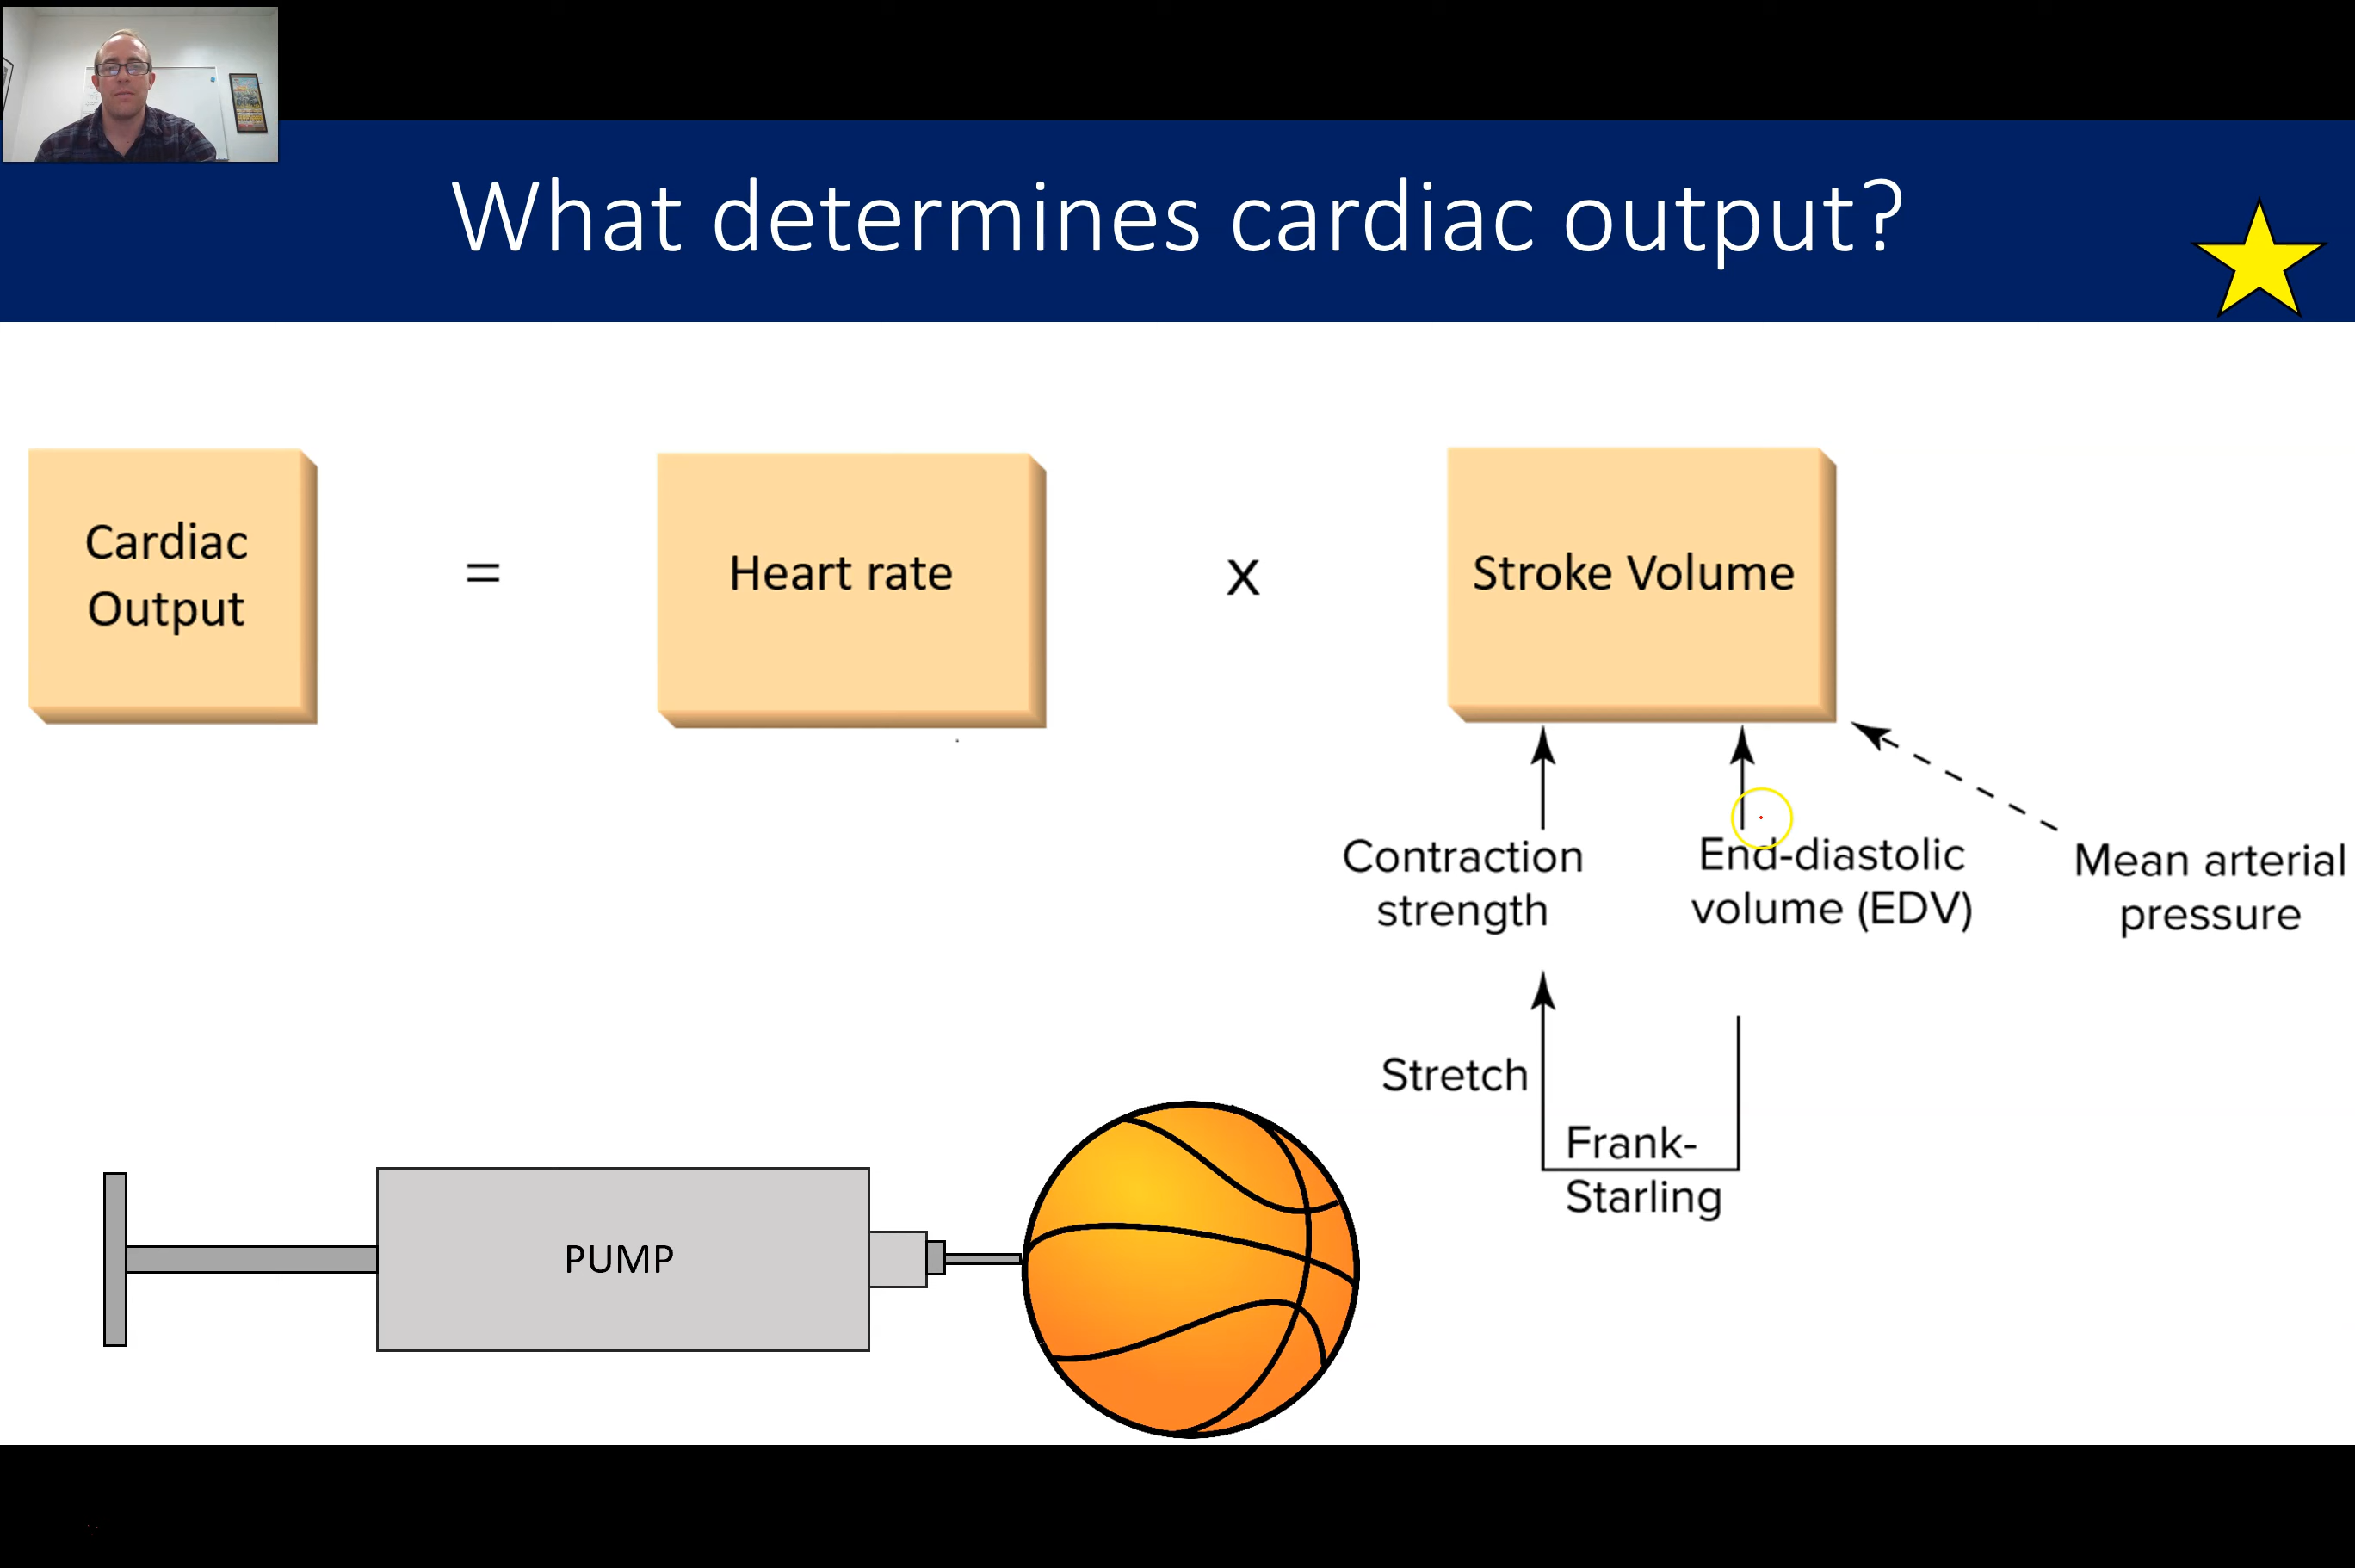 What determines cardiac output?
Cardiac
Output
=
Heart rate
x
Stroke Volume
Contraction
strength
End-diastolic
volume (EDV)
Mean arterial
pressure
Stretch
Frank-
Starling
PUMP